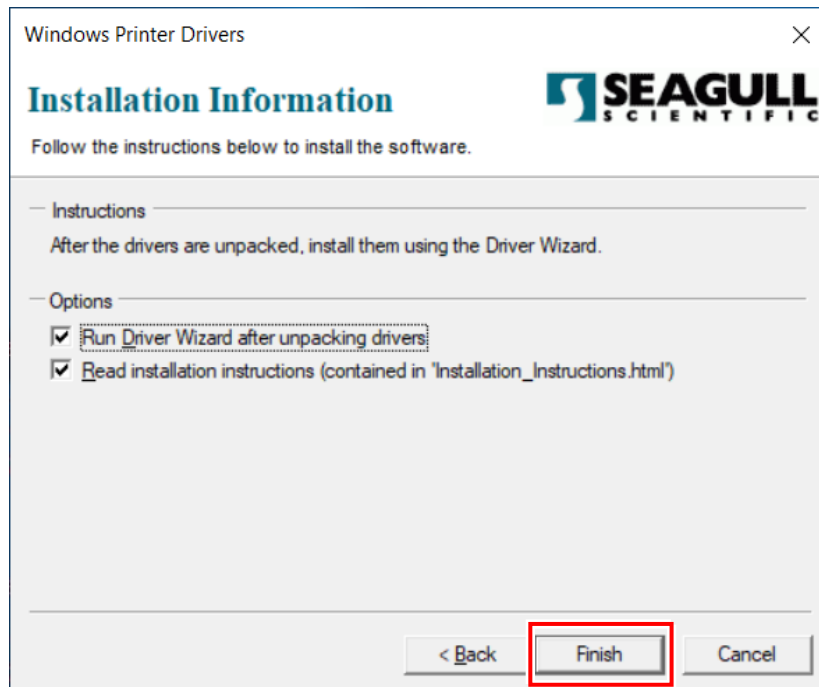 Windows Printer Drivers
Installation Information
SEAGULL
SCIENTIFIC
Follow the instructions below to install the software.
Instructions
After the drivers are unpacked, install them using the Driver Wizard.
Options
Run Driver Wizard after unpacking drivers
Read installation instructions (contained in 'Installation_Instructions.html')
< Back Finish Cancel